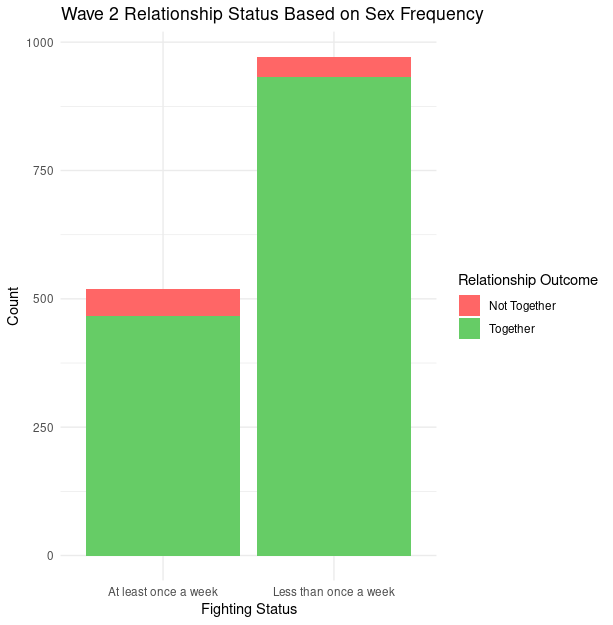 Wave 2 Relationship Status Based on Sex Frequency
1000
750
500
250
0
Count
At least once a week
Less than once a week
Fighting Status
Relationship Outcome
Not Together
Together